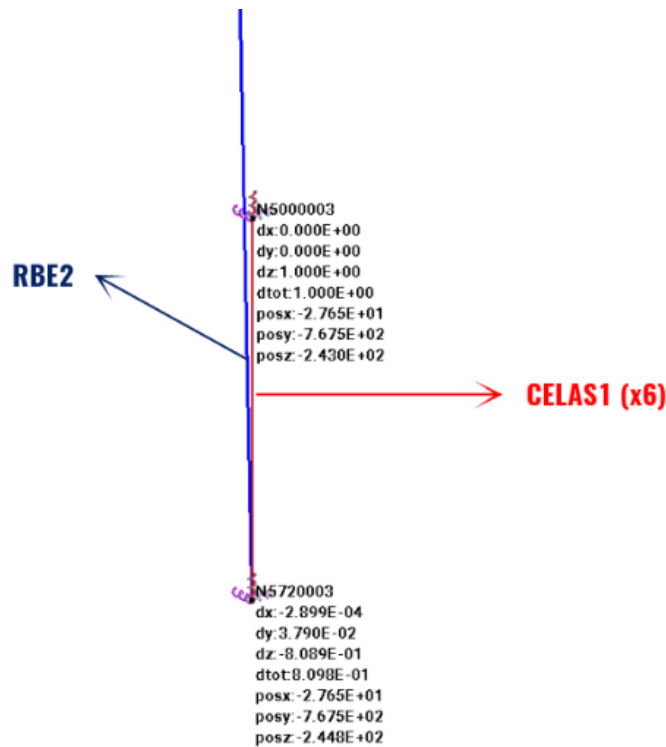 N5000003
dx:0.000E+00
dy:0.000E+00
dz:1.000E+00
dtot:1.000E+00
posx:-2.765E+01
posy:-7.675E+02
posz:-2.430E+02
RBE2
CELAS1 (x6)
N5720003
dx:-2.899E-04
dy:3.790E-02
dz:-8.089E-01
dtot:8.098E-01
posx:-2.765E+01
posy:-7.675E+02
posz:-2.448E+02